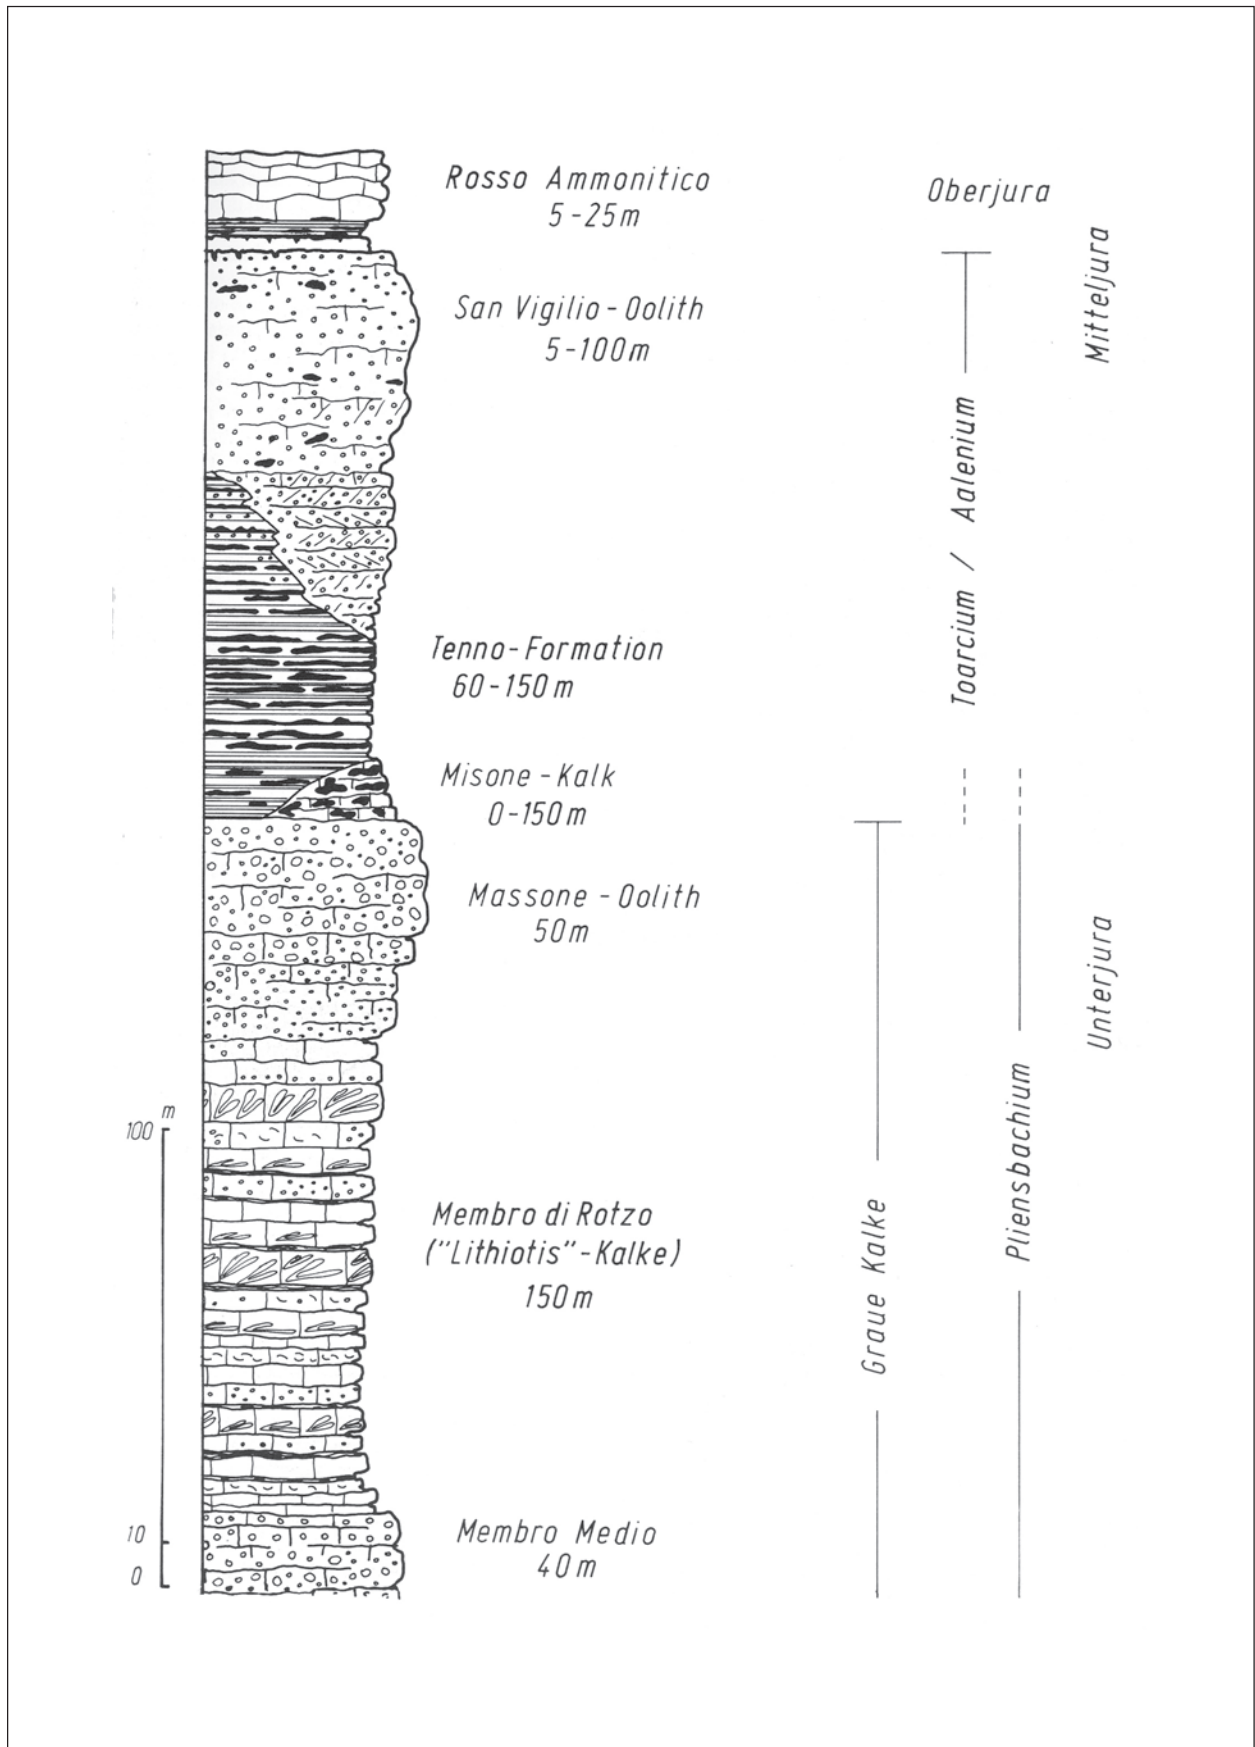 Rosso Ammonitico
5-25m
Oberjura
Mitteljura
San Vigilio-Oolith
5-100m
Toarcium / Aalenium
Tenno-Formation
60-150m
Misone-Kalk
0-150m
Massone-Oolith
50m
Unterjura
Pliensbachium
Graue Kalke
m
100
Membro di Rotzo
("Lithiotis"-Kalke)
150m
10
0
Membro Medio
40m